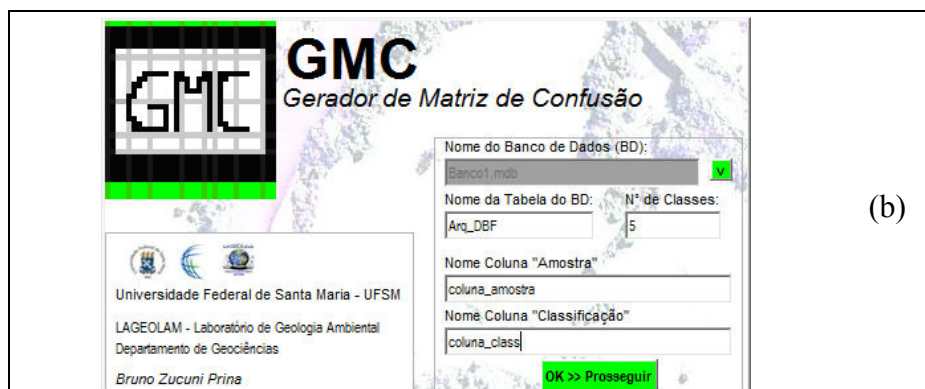 GMC
GMC
Gerador de Matriz de Confusão
Nome do Banco de Dados (BD):
Banco1.mdb
V
Nome da Tabela do BD:
N° de Classes:
Arq_DBF
5
Nome Coluna "Amostra"
coluna_amostra
Nome Coluna "Classificação"
coluna_class
OK >> Prosseguir
Universidade Federal de Santa Maria - UFSM
LAGEOLAM - Laboratório de Geologia Ambiental
Departamento de Geociências
Bruno Zucuni Prina
(b)